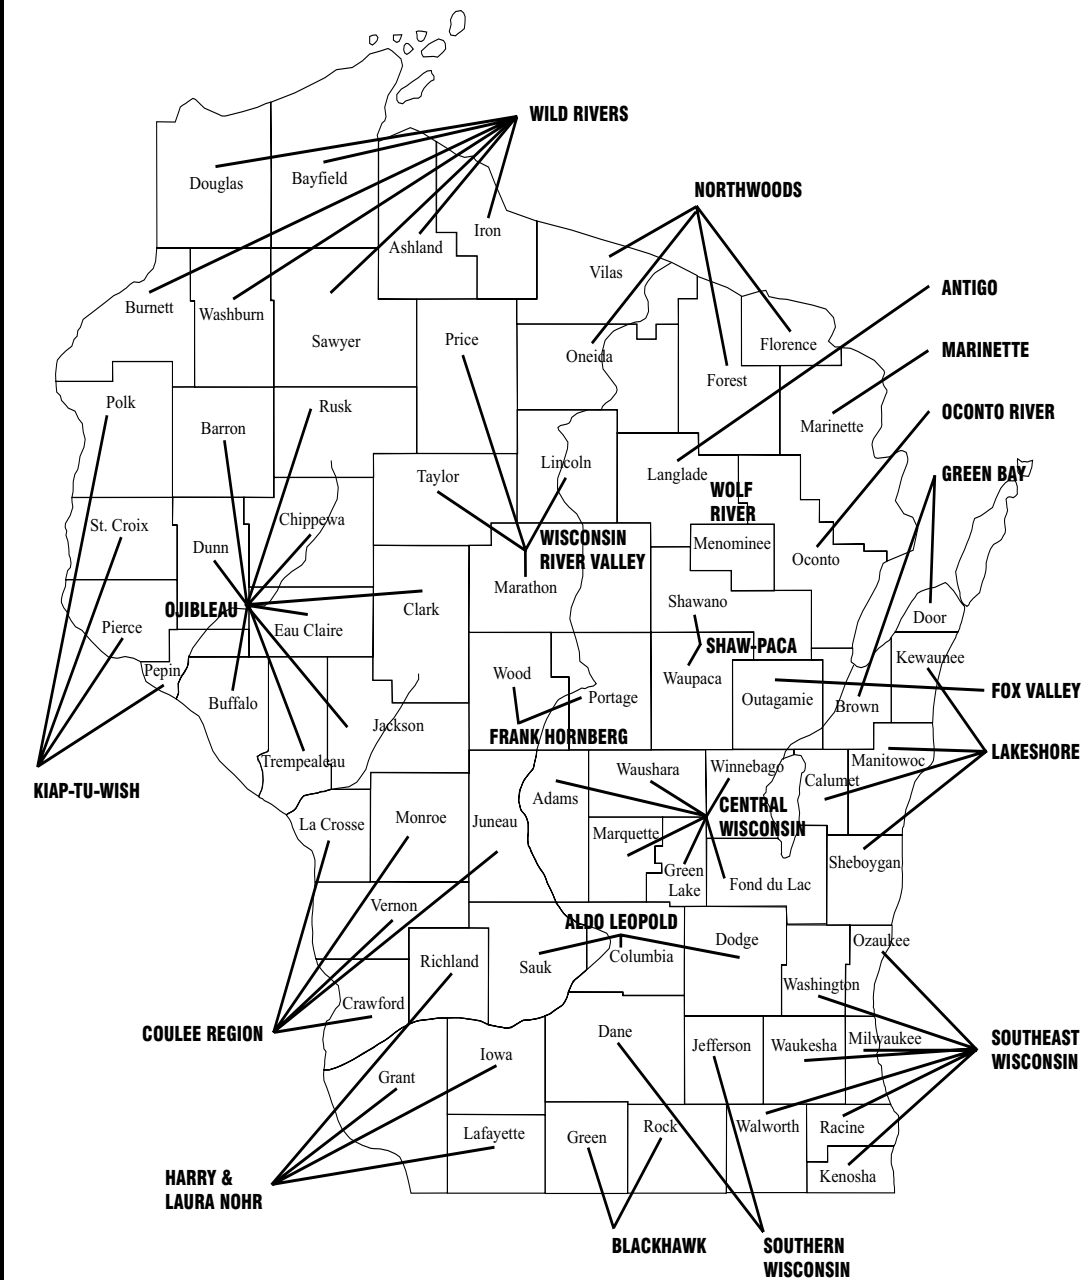 WILD RIVERS
Douglas
Bayfield
NORTHWOODS
Iron
Ashland
Vilas
ANTIGO
Burnett
Washburn
Sawyer
Price
Oneida
Florence
MARINETTE
Forest
Polk
Rusk
Barron
Marinette
OCONTO RIVER
Lincoln
Taylor
Langlade
GREEN BAY
WOLF
RIVER
St. Croix
Chippewa
Dunn
WISCONSIN
RIVER VALLEY
Menominee
Oconto
Marathon
OJIBLEAU
Clark
Shawano
Door
Pierce
Eau Claire
SHAW-PACA
Kewaunee
Pepin
Wood
Waupaca
FOX VALLEY
Buffalo
Portage
Outagamie
Brown
Jackson
FRANK HORNBERG
Trempealeau
LAKESHORE
Manitowoc
Waushara
Winnebago
Calumet
KIAP-TU-WISH
Adams
CENTRAL
WISCONSIN
La Crosse
Monroe
Juneau
Marquette
Sheboygan
Green
Lake
Fond du Lac
Vernon
ALDO LEOPOLD
Dodge
Ozaukee
Richland
Sauk
Columbia
Washington
Crawford
COULEE REGION
Dane
Jefferson
Waukesha
Milwaukee
SOUTHEAST
WISCONSIN
Iowa
Grant
Lafayette
Green
Rock
Walworth
Racine
HARRY &
LAURA NOHR
Kenosha
BLACKHAWK
SOUTHERN
WISCONSIN